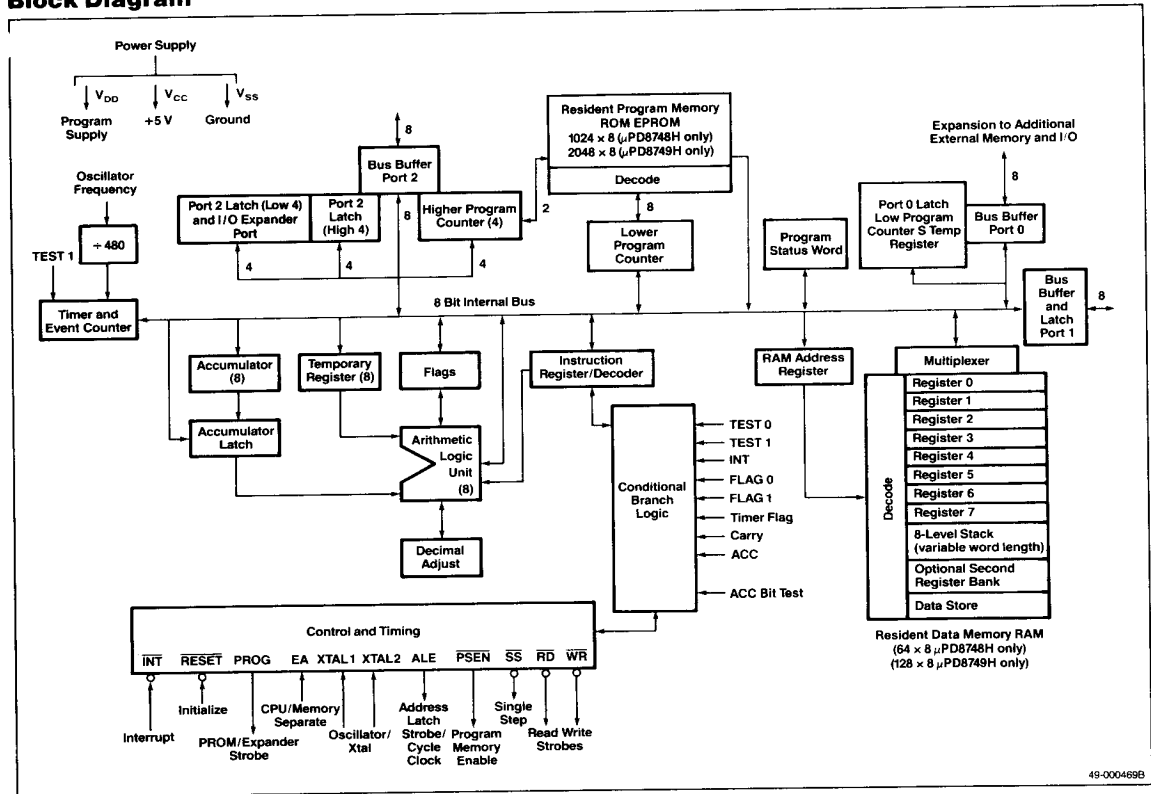 Block Diagram
Power Supply
VDD
VCC
VSS
Program
Supply
+5 V
Ground
Oscillator
Frequency
÷ 480
TEST 1
Timer and
Event Counter
8
Bus Buffer
Port 2
Port 2 Latch (Low 4)
and I/O Expander
Port
Port 2
Latch
(High 4)
8
Higher Program
Counter (4)
4
4
4
2
Resident Program Memory
ROM EPROM
1024 × 8 (μPD8748H only)
2048 × 8 (μPD8749H only)
Decode
8
Lower
Program
Counter
Program
Status Word
Expansion to Additional
External Memory and I/O
8
Port 0 Latch
Low Program
Counter S Temp
Register
Bus Buffer
Port 0
Bus
Buffer
and
Latch
Port 1
8
8 Bit Internal Bus
Accumulator
(8)
Accumulator
Latch
Temporary
Register (8)
Flags
Arithmetic
Logic
Unit
(8)
Decimal
Adjust
Instruction
Register/Decoder
Conditional
Branch
Logic
TEST 0
TEST 1
INT
FLAG 0
FLAG 1
Timer Flag
Carry
ACC
ACC Bit Test
RAM Address
Register
Multiplexer
Decode
Register 0
Register 1
Register 2
Register 3
Register 4
Register 5
Register 6
Register 7
8-Level Stack
(variable word length)
Optional Second
Register Bank
Data Store
Resident Data Memory RAM
(64 × 8 μPD8748H only)
(128 × 8 μPD8749H only)
Control and Timing
INT RESET PROG EA XTAL1 XTAL2 ALE PSEN SS RD WR
Interrupt
Initialize
PROM/Expander
Strobe
CPU/Memory
Separate
Oscillator/
Xtal
Address
Latch
Strobe/
Cycle
Clock
Program
Memory
Enable
Single
Step
Read Write
Strobes
49-000469B